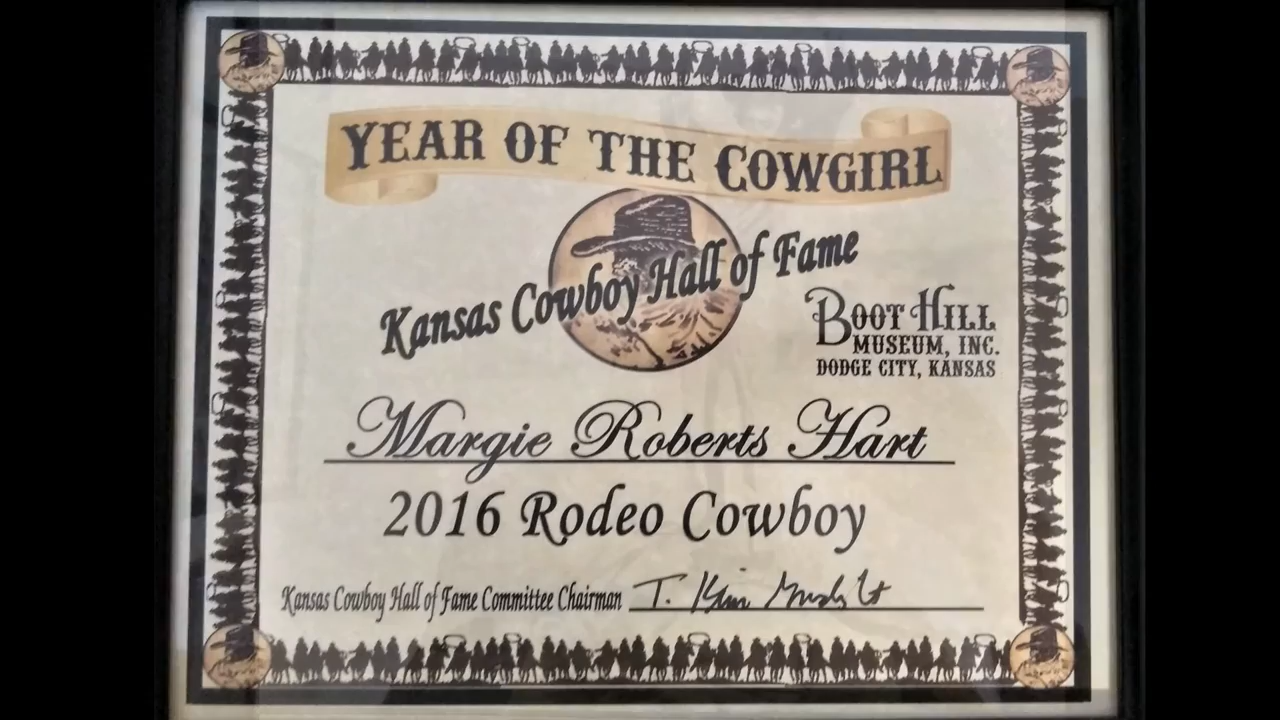 YEAR OF THE COWGIRL
Kansas Cowboy Hall of Fame
BOOT HILL
MUSEUM, INC.
DODGE CITY, KANSAS
Margie Roberts Hart
2016 Rodeo Cowboy
Kansas Cowboy Hall of Fame Committee Chairman T. Kim